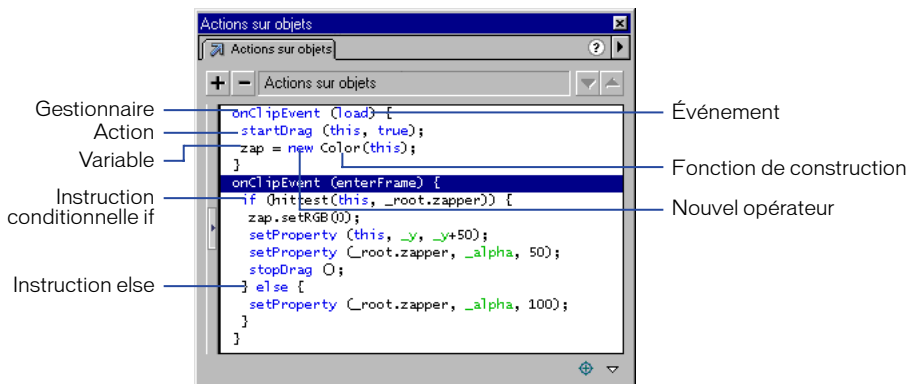 Actions sur objets
Actions sur objets
?
+ − Actions sur objets
Gestionnaire
Action
Variable
Instruction
conditionnelle if
Instruction else
onClipEvent (load) {
startDrag (this, true);
zap = new Color(this);
}
onClipEvent (enterFrame) {
if (hittest(this, _root.zapper)) {
zap.setRGB(0);
setProperty (this, _y, _y+50);
setProperty (_root.zapper, _alpha, 50);
stopDrag ();
} else {
setProperty (_root.zapper, _alpha, 100);
}
}
Événement
Fonction de construction
Nouvel opérateur